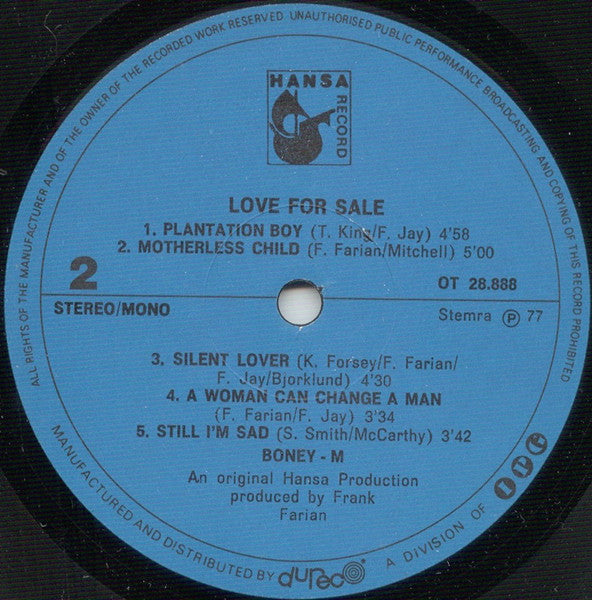 ALL RIGHTS OF THE MANUFACTURER AND OF THE OWNER OF THE RECORDED WORK RESERVED UNAUTHORISED PUBLIC PERFORMANCE BROADCASTING AND COPYING OF THIS RECORD PROHIBITED
HANSA
RECORD
LOVE FOR SALE
1. PLANTATION BOY (T. King/F. Jay) 4'58
2. MOTHERLESS CHILD (F. Farian/Mitchell) 5'00
2
OT 28.888
STEREO/MONO
Stemra Ⓟ 77
3. SILENT LOVER (K. Forsey/F. Farian/
F. Jay/Bjorklund) 4'30
4. A WOMAN CAN CHANGE A MAN
(F. Farian/F. Jay) 3'34
5. STILL I'M SAD (S. Smith/McCarthy) 3'42
BONEY - M
An original Hansa Production
produced by Frank
Farian
MANUFACTURED AND DISTRIBUTED BY dureco A DIVISION OF